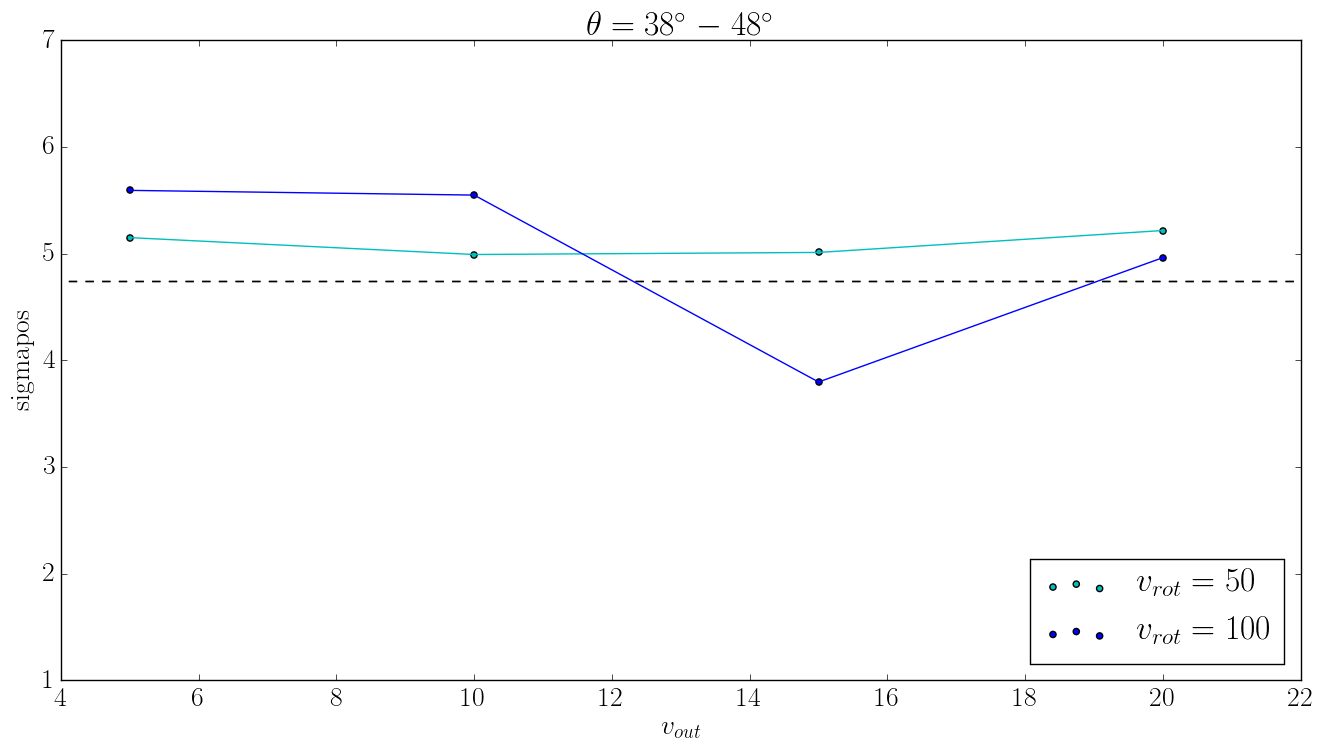 θ = 38° − 48°
7
6
5
4
3
2
1
sigmapos
4 6 8 10 12 14 16 18 20 22
v_out
v_rot = 50
v_rot = 100